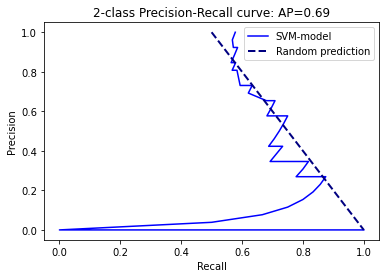 2-class Precision-Recall curve: AP=0.69
SVM-model
Random prediction
Precision
1.0
0.8
0.6
0.4
0.2
0.0
0.0 0.2 0.4 0.6 0.8 1.0
Recall